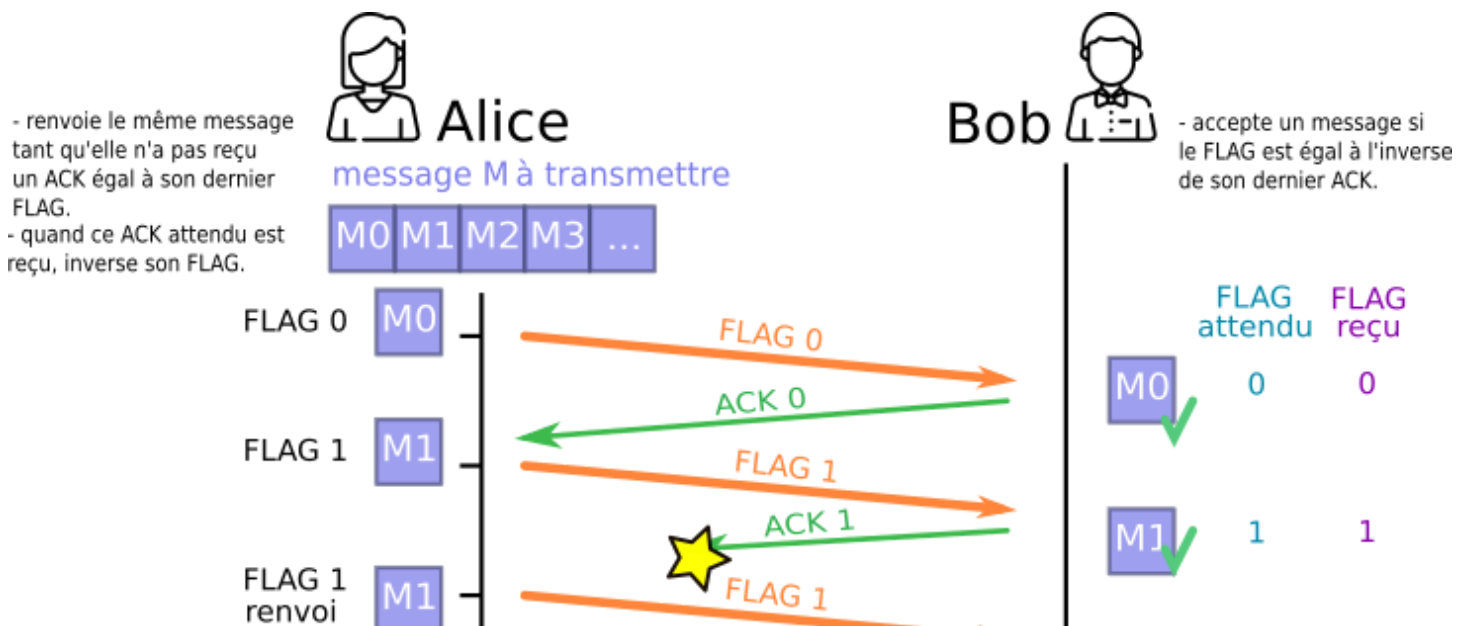 Alice
Bob
- renvoie le même message
tant qu'elle n'a pas reçu
un ACK égal à son dernier
FLAG.
- quand ce ACK attendu est
reçu, inverse son FLAG.
- accepte un message si
le FLAG est égal à l'inverse
de son dernier ACK.
message M à transmettre
M0 M1 M2 M3 ...
FLAG attendu
FLAG reçu
FLAG 0 M0
FLAG 0
M0 0 0
ACK 0
FLAG 1 M1
FLAG 1
ACK 1
M1 1 1
FLAG 1
renvoi
M1
FLAG 1